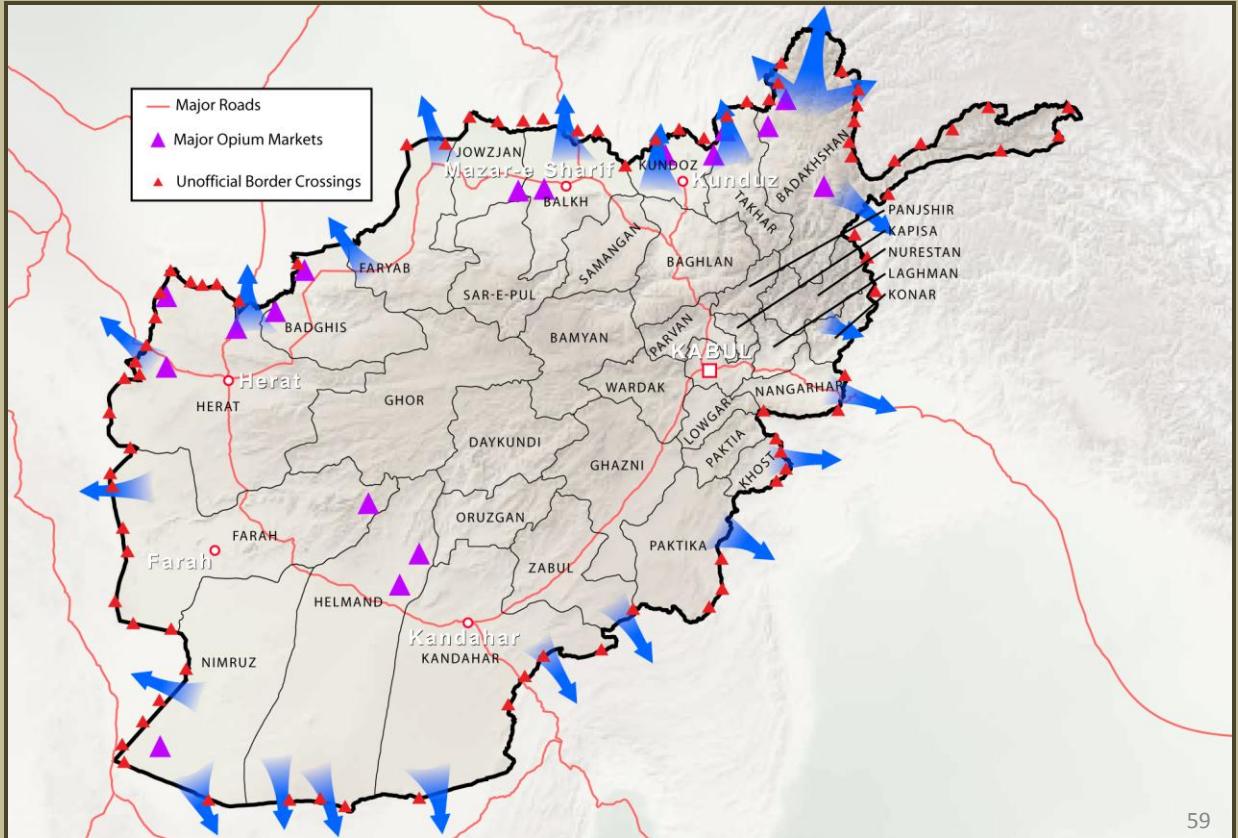 Major Roads
Major Opium Markets
Unofficial Border Crossings
JOWZJAN
Mazar-e Sharif
BALKH
KUNDOZ
Kunduz
TAKHAR
BADAKHSHAN
PANJSHIR
KAPISA
NURESTAN
LAGHMAN
KONAR
FARYAB
SAR-E-PUL
SAMANGAN
BAGHLAN
BADGHIS
BAMYAN
PARVAN
KABUL
Herat
HERAT
GHOR
WARDAK
NANGARHAR
LOWGAR
PAKTIA
KHOST
DAYKUNDI
GHAZNI
ORUZGAN
PAKTIKA
FARAH
Farah
ZABUL
HELMAND
Kandahar
KANDAHAR
NIMRUZ
59